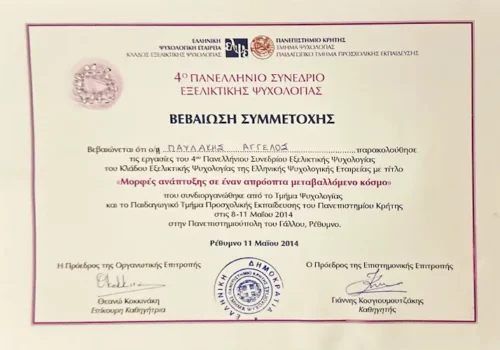 ΕΛΛΗΝΙΚΗ
ΨΥΧΟΛΟΓΙΚΗ ΕΤΑΙΡΕΙΑ
ΚΛΑΔΟΣ ΕΞΕΛΙΚΤΙΚΗΣ ΨΥΧΟΛΟΓΙΑΣ
ΕΛΨΕ
ΠΑΝΕΠΙΣΤΗΜΙΟ ΚΡΗΤΗΣ
ΤΜΗΜΑ ΨΥΧΟΛΟΓΙΑΣ
ΠΑΙΔΑΓΩΓΙΚΟ ΤΜΗΜΑ ΠΡΟΣΧΟΛΙΚΗΣ ΕΚΠΑΙΔΕΥΣΗΣ
4Ο ΠΑΝΕΛΛΗΝΙΟ ΣΥΝΕΔΡΙΟ
ΕΞΕΛΙΚΤΙΚΗΣ ΨΥΧΟΛΟΓΙΑΣ
ΒΕΒΑΙΩΣΗ ΣΥΜΜΕΤΟΧΗΣ
Βεβαιώνεται ότι ο/η ΠΑΥΛΑΚΗΣ ΑΓΓΕΛΟΣ παρακολούθησε
τις εργασίες του 4ου Πανελλήνιου Συνεδρίου Εξελικτικής Ψυχολογίας
του Κλάδου Εξελικτικής Ψυχολογίας της Ελληνικής Ψυχολογικής Εταιρείας με τίτλο
«Μορφές ανάπτυξης σε έναν απρόοπτα μεταβαλλόμενο κόσμο»
που συνδιοργανώθηκε από το Τμήμα Ψυχολογίας
και το Παιδαγωγικό Τμήμα Προσχολικής Εκπαίδευσης του Πανεπιστημίου Κρήτης
στις 8-11 Μαΐου 2014
στην Πανεπιστημιούπολη του Γάλλου, Ρέθυμνο.
Ρέθυμνο 11 Μαΐου 2014
Η Πρόεδρος της Οργανωτικής Επιτροπής
Ο Πρόεδρος της Επιστημονικής Επιτροπής
ΕΛΛΗΝΙΚΗ ΔΗΜΟΚΡΑΤΙΑ
ΠΑΝΕΠΙΣΤΗΜΙΟ ΚΡΗΤΗΣ
Θεανώ Κοκκινάκη
Επίκουρη Καθηγήτρια
Γιάννης Κουγιουμουτζάκης
Καθηγητής